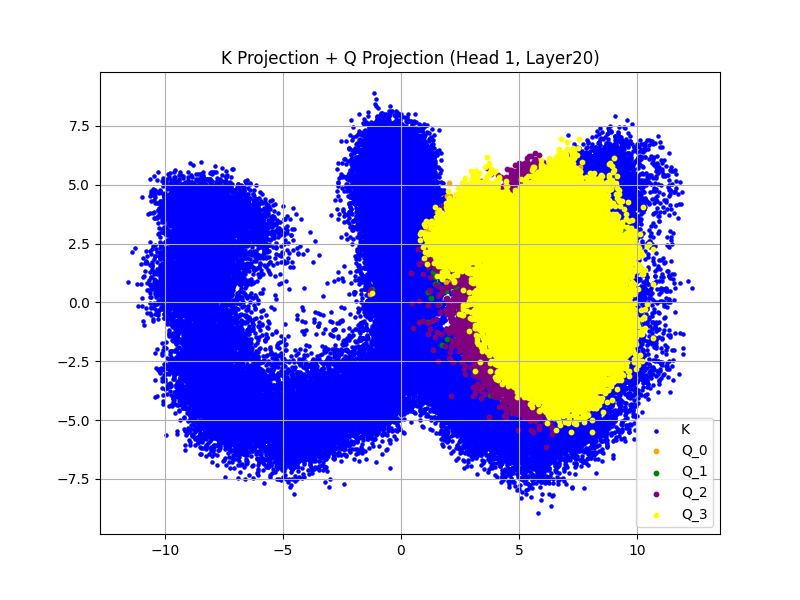 K Projection + Q Projection (Head 1, Layer20)
7.5
5.0
2.5
0.0
−2.5
−5.0
−7.5
−10
−5
0
5
10
K
Q_0
Q_1
Q_2
Q_3